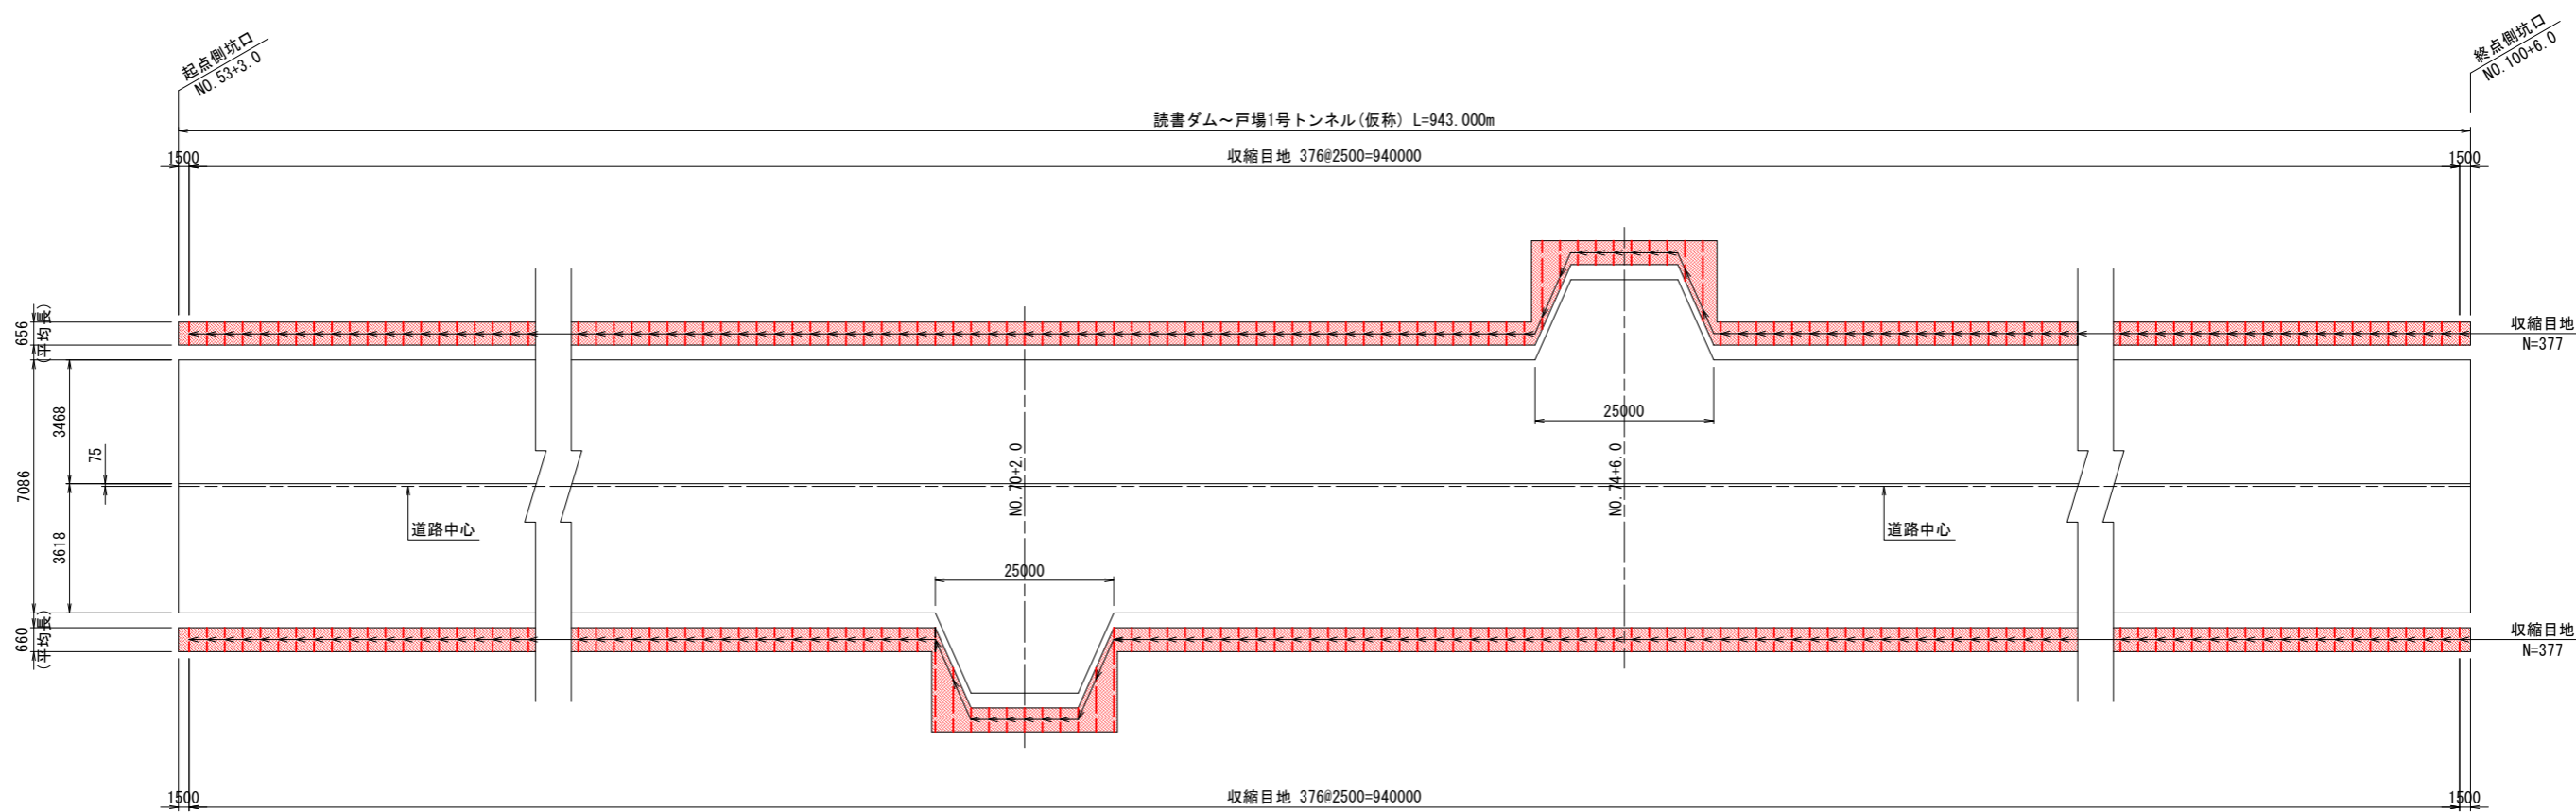 起点側坑口
NO.53+3.0
終点側坑口
NO.100+6.0
読書ダム～戸場1号トンネル(仮称) L=943.000m
1500
収縮目地 376@2500=940000
1500
656
(平均長)
収縮目地
N=377
25000
3468
75
7086
3618
NO.70+2.0
NO.74+6.0
道路中心
道路中心
25000
660
(平均長)
収縮目地
N=377
1500
収縮目地 376@2500=940000
1500